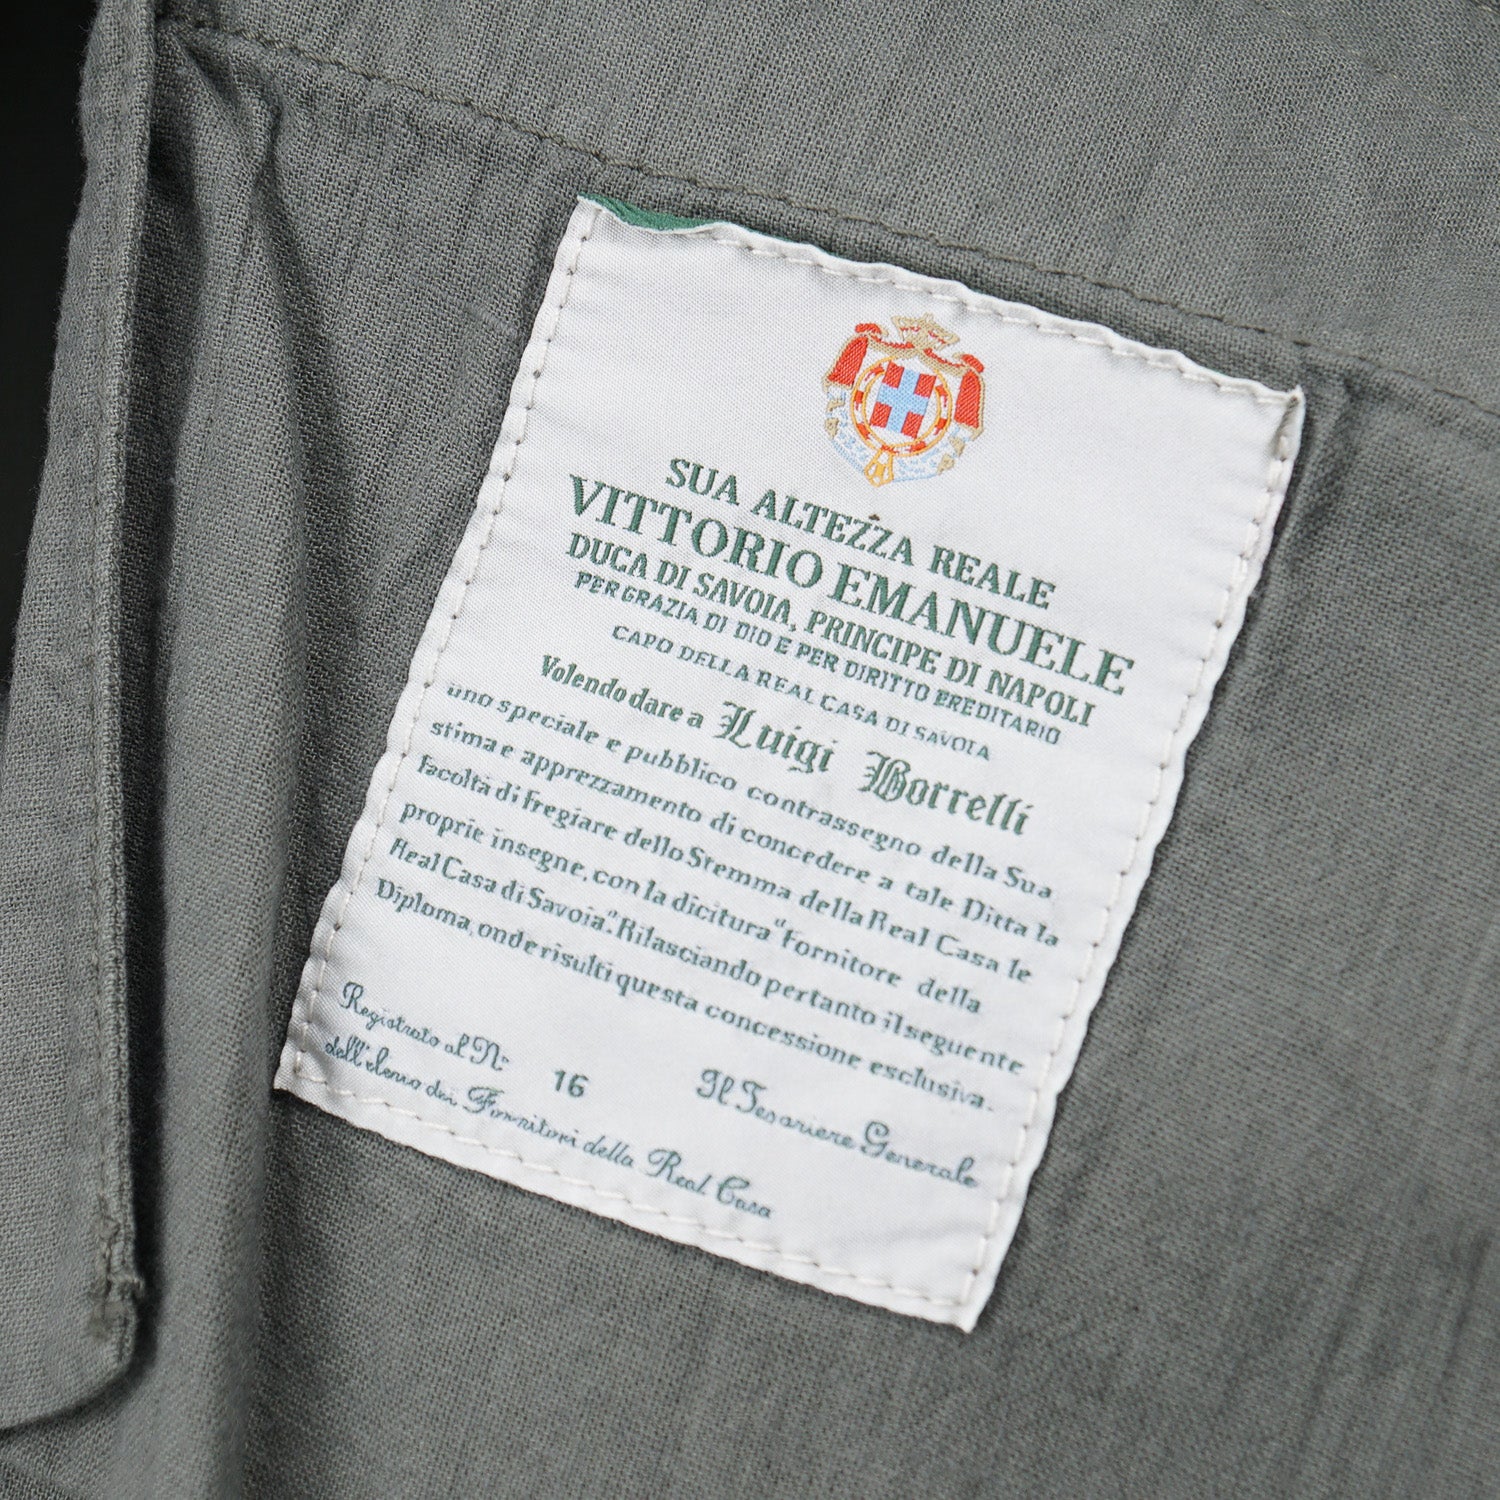 SUA ALTEZZA REALE
VITTORIO EMANUELE
DUCA DI SAVOIA, PRINCIPE DI NAPOLI
PER GRAZIA DI DIO E PER DIRITTO EREDITARIO
CAPO DELLA REAL CASA DI SAVOIA
Volendo dare a Luigi Borrelli
uno speciale e pubblico contrassegno della Sua
stima e apprezzamento di concedere a tale Ditta la
facoltà di fregiare dello Stemma della Real Casa le
proprie insegne, con la dicitura "Fornitore della
Real Casa di Savoia". Rilasciando pertanto il seguente
Diploma, onde risulti questa concessione esclusiva.
Registrato al N° 16 Il Tesoriere Generale
dell'elenco dei Fornitori della Real Casa